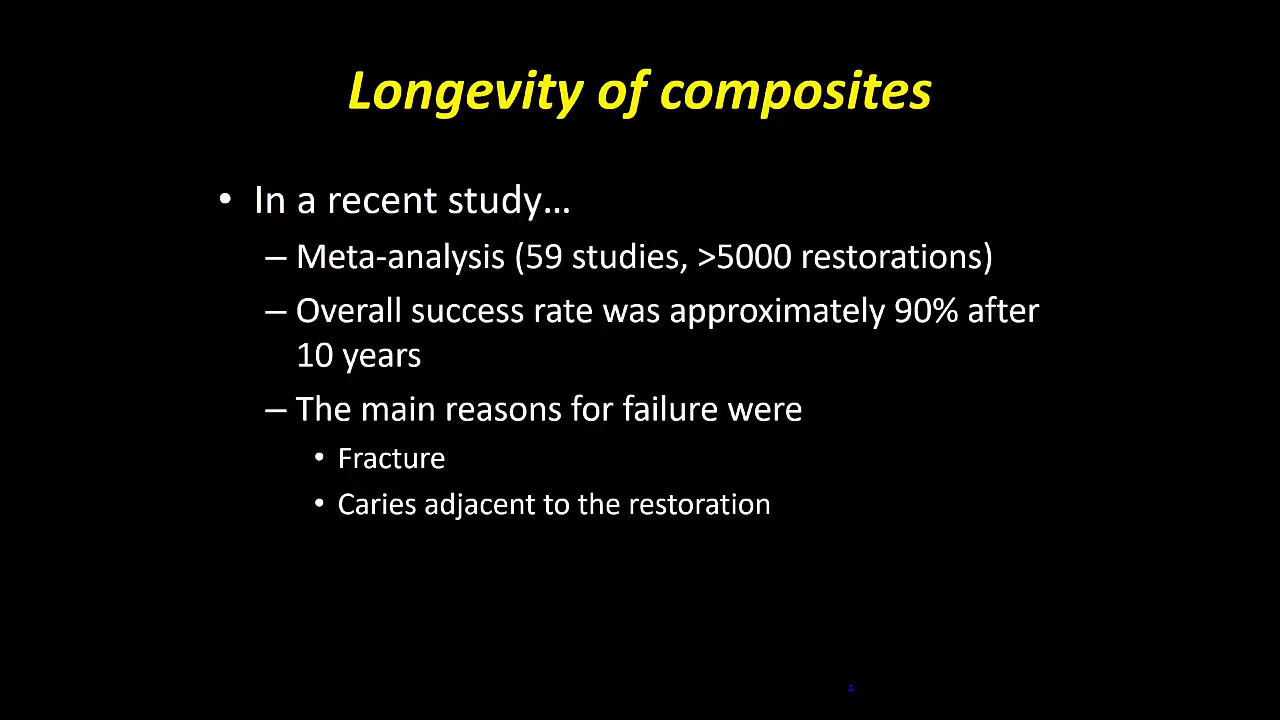 Longevity of composites
• In a recent study…
– Meta-analysis (59 studies, >5000 restorations)
– Overall success rate was approximately 90% after
10 years
– The main reasons for failure were
• Fracture
• Caries adjacent to the restoration